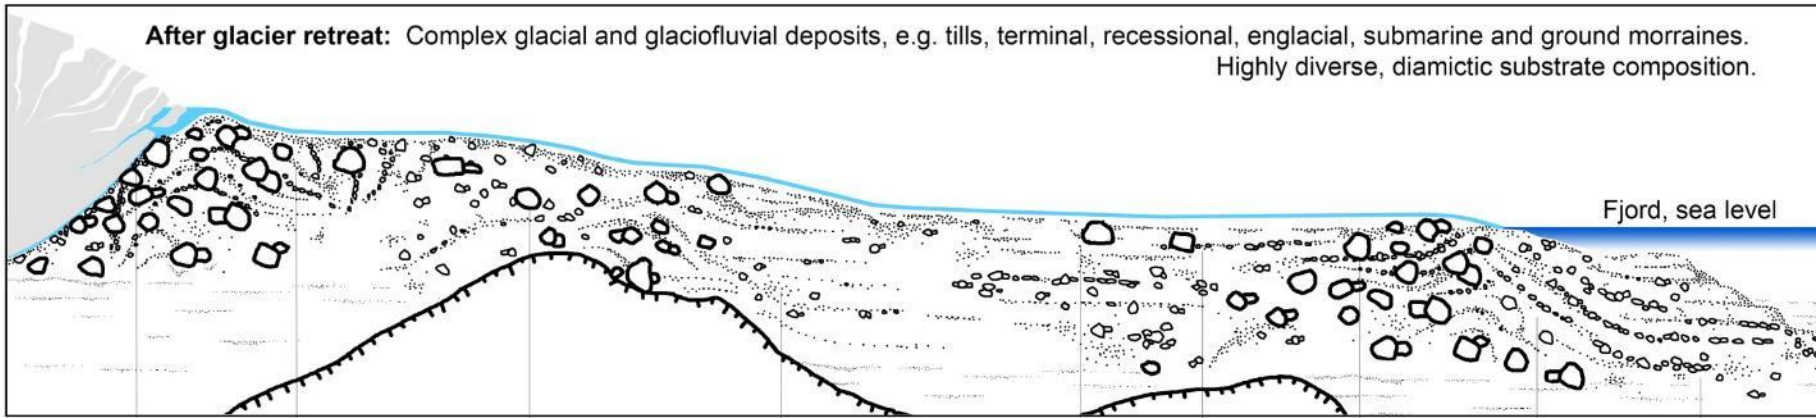 After glacier retreat: Complex glacial and glaciofluvial deposits, e.g. tills, terminal, recessional, englacial, submarine and ground morraines.
Highly diverse, diamictic substrate composition.
Fjord, sea level